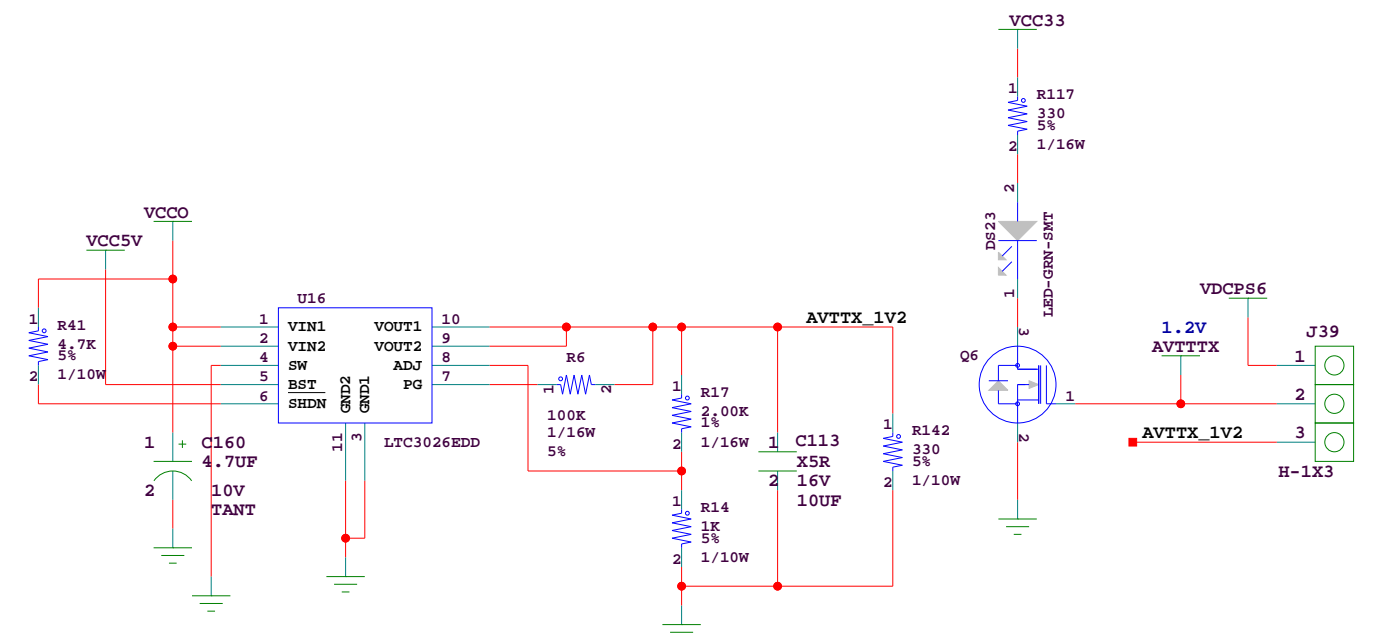 VCC33
1
R117
330
5%
2
1/16W
2
DS23
LED-GRN-SMT
1
3
Q6
1
2
VCCO
VCC5V
1
R41
4.7K
5%
2
1/10W
U16
1 VIN1 VOUT1 10
2 VIN2 VOUT2 9
4 SW ADJ 8
5 BST PG 7
6 SHDN
GND2
GND1
11
3
LTC3026EDD
1 + C160
4.7UF
2
10V
TANT
R6
1 2
100K
1/16W
5%
1
R17
2.00K
1%
2 1/16W
1
R14
1K
5%
2 1/10W
1 C113
X5R
2 16V
10UF
AVTTX_1V2
1
R142
330
5%
2 1/10W
VDCPS6
1.2V
AVTTTX
J39
1
2
3
AVTTX_1V2
H-1X3